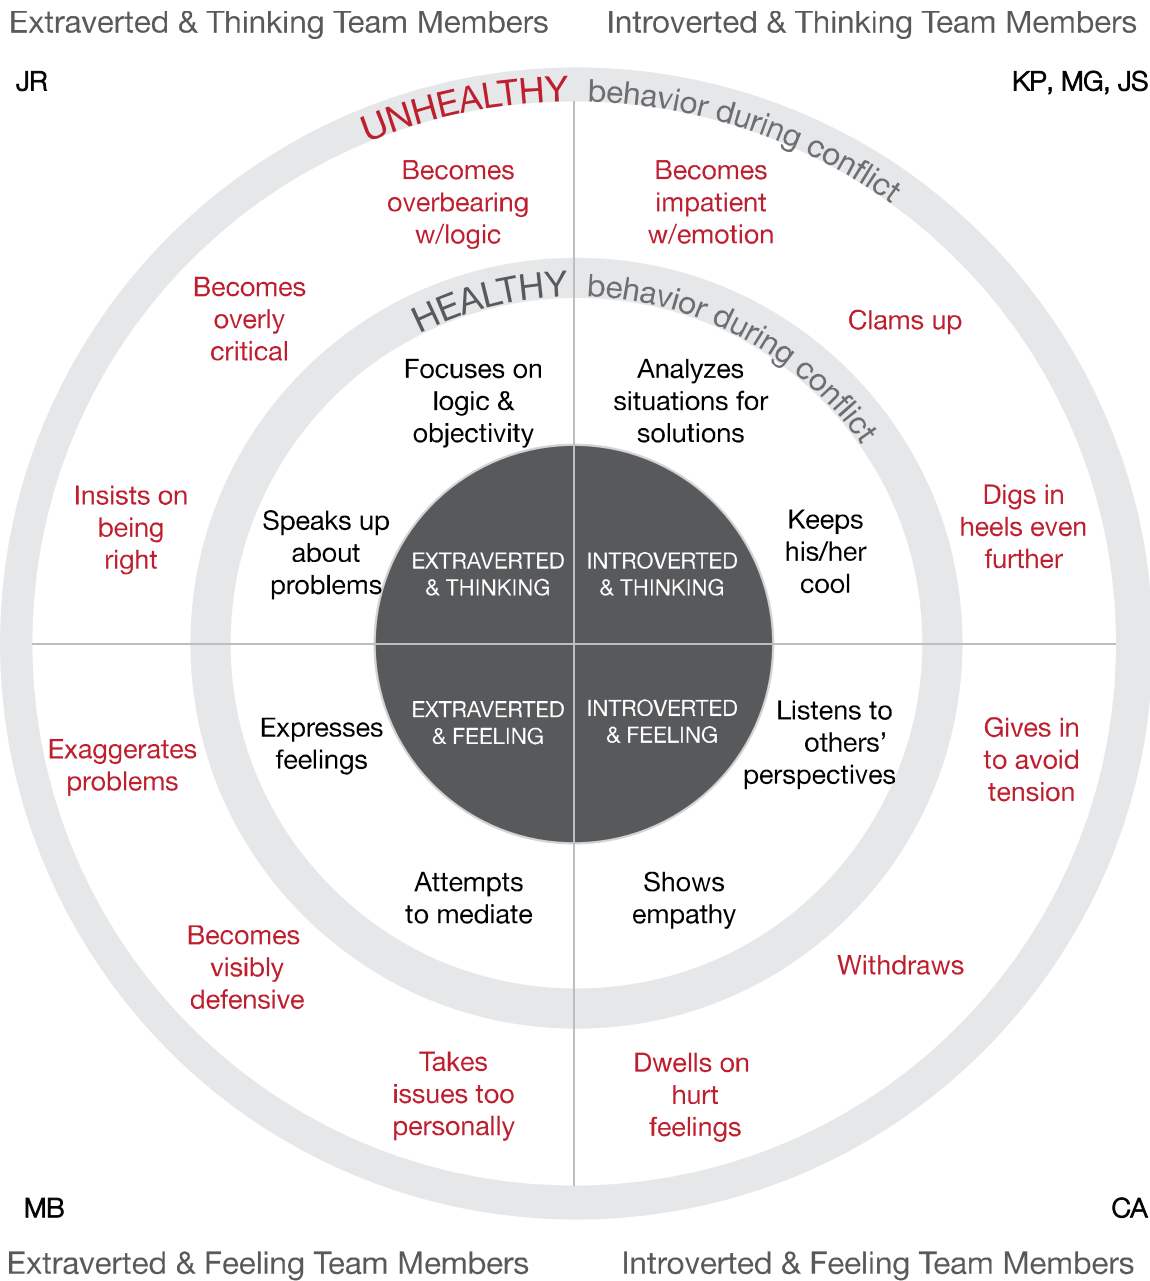 Extraverted & Thinking Team Members
Introverted & Thinking Team Members
JR
KP, MG, JS
UNHEALTHY behavior during conflict
Becomes
overbearing
w/logic
Becomes
impatient
w/emotion
Becomes
overly
critical
Clams up
Insists on
being
right
Digs in
heels even
further
HEALTHY behavior during conflict
Focuses on
logic &
objectivity
Analyzes
situations for
solutions
Speaks up
about
problems
Keeps
his/her
cool
EXTRAVERTED
& THINKING
INTROVERTED
& THINKING
EXTRAVERTED
& FEELING
INTROVERTED
& FEELING
Expresses
feelings
Listens to
others’
perspectives
Attempts
to mediate
Shows
empathy
Exaggerates
problems
Gives in
to avoid
tension
Becomes
visibly
defensive
Withdraws
Takes
issues too
personally
Dwells on
hurt
feelings
MB
CA
Extraverted & Feeling Team Members
Introverted & Feeling Team Members